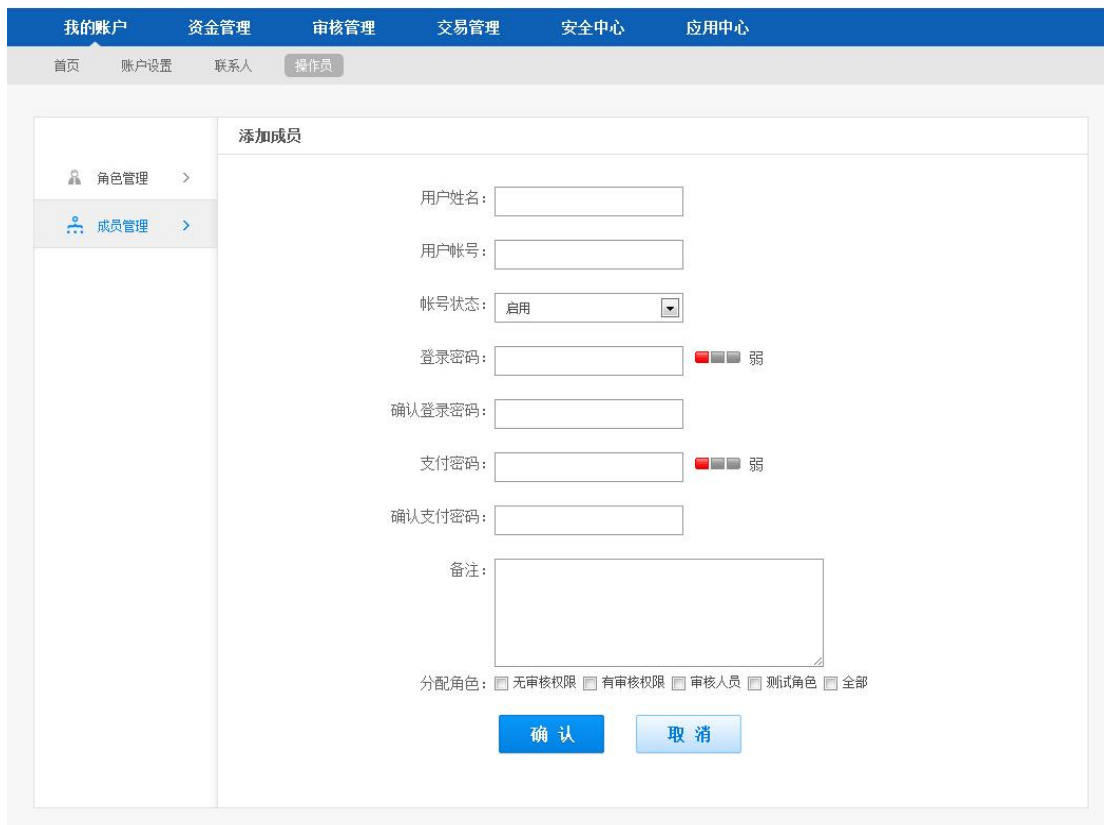 我的账户 资金管理 审核管理 交易管理 安全中心 应用中心
首页 账户设置 联系人 操作员
添加成员
角色管理
成员管理
用户姓名：
用户帐号：
帐号状态： 启用
登录密码： 弱
确认登录密码：
支付密码： 弱
确认支付密码：
备注：
分配角色： 无审核权限 有审核权限 审核人员 测试角色 全部
确 认 取 消